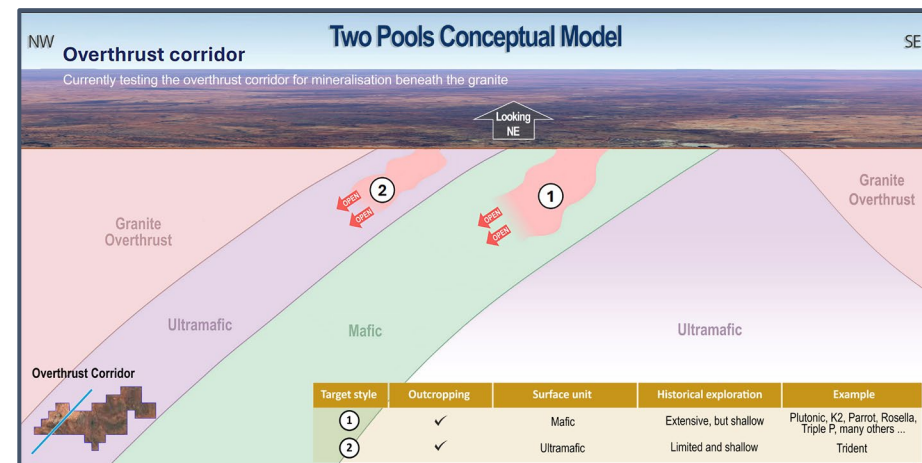 Two Pools Conceptual Model
NW
SE
Overthrust corridor
Currently testing the overthrust corridor for mineralisation beneath the granite
Looking
NE
2
1
OPEN
OPEN
OPEN
OPEN
Granite
Overthrust
Granite
Overthrust
Ultramafic
Mafic
Ultramafic
Overthrust Corridor
Target style Outcropping Surface unit Historical exploration Example
1 ✓ Mafic Extensive, but shallow Plutonic, K2, Parrot, Rosella,
Triple P, many others ...
2 ✓ Ultramafic Limited and shallow Trident